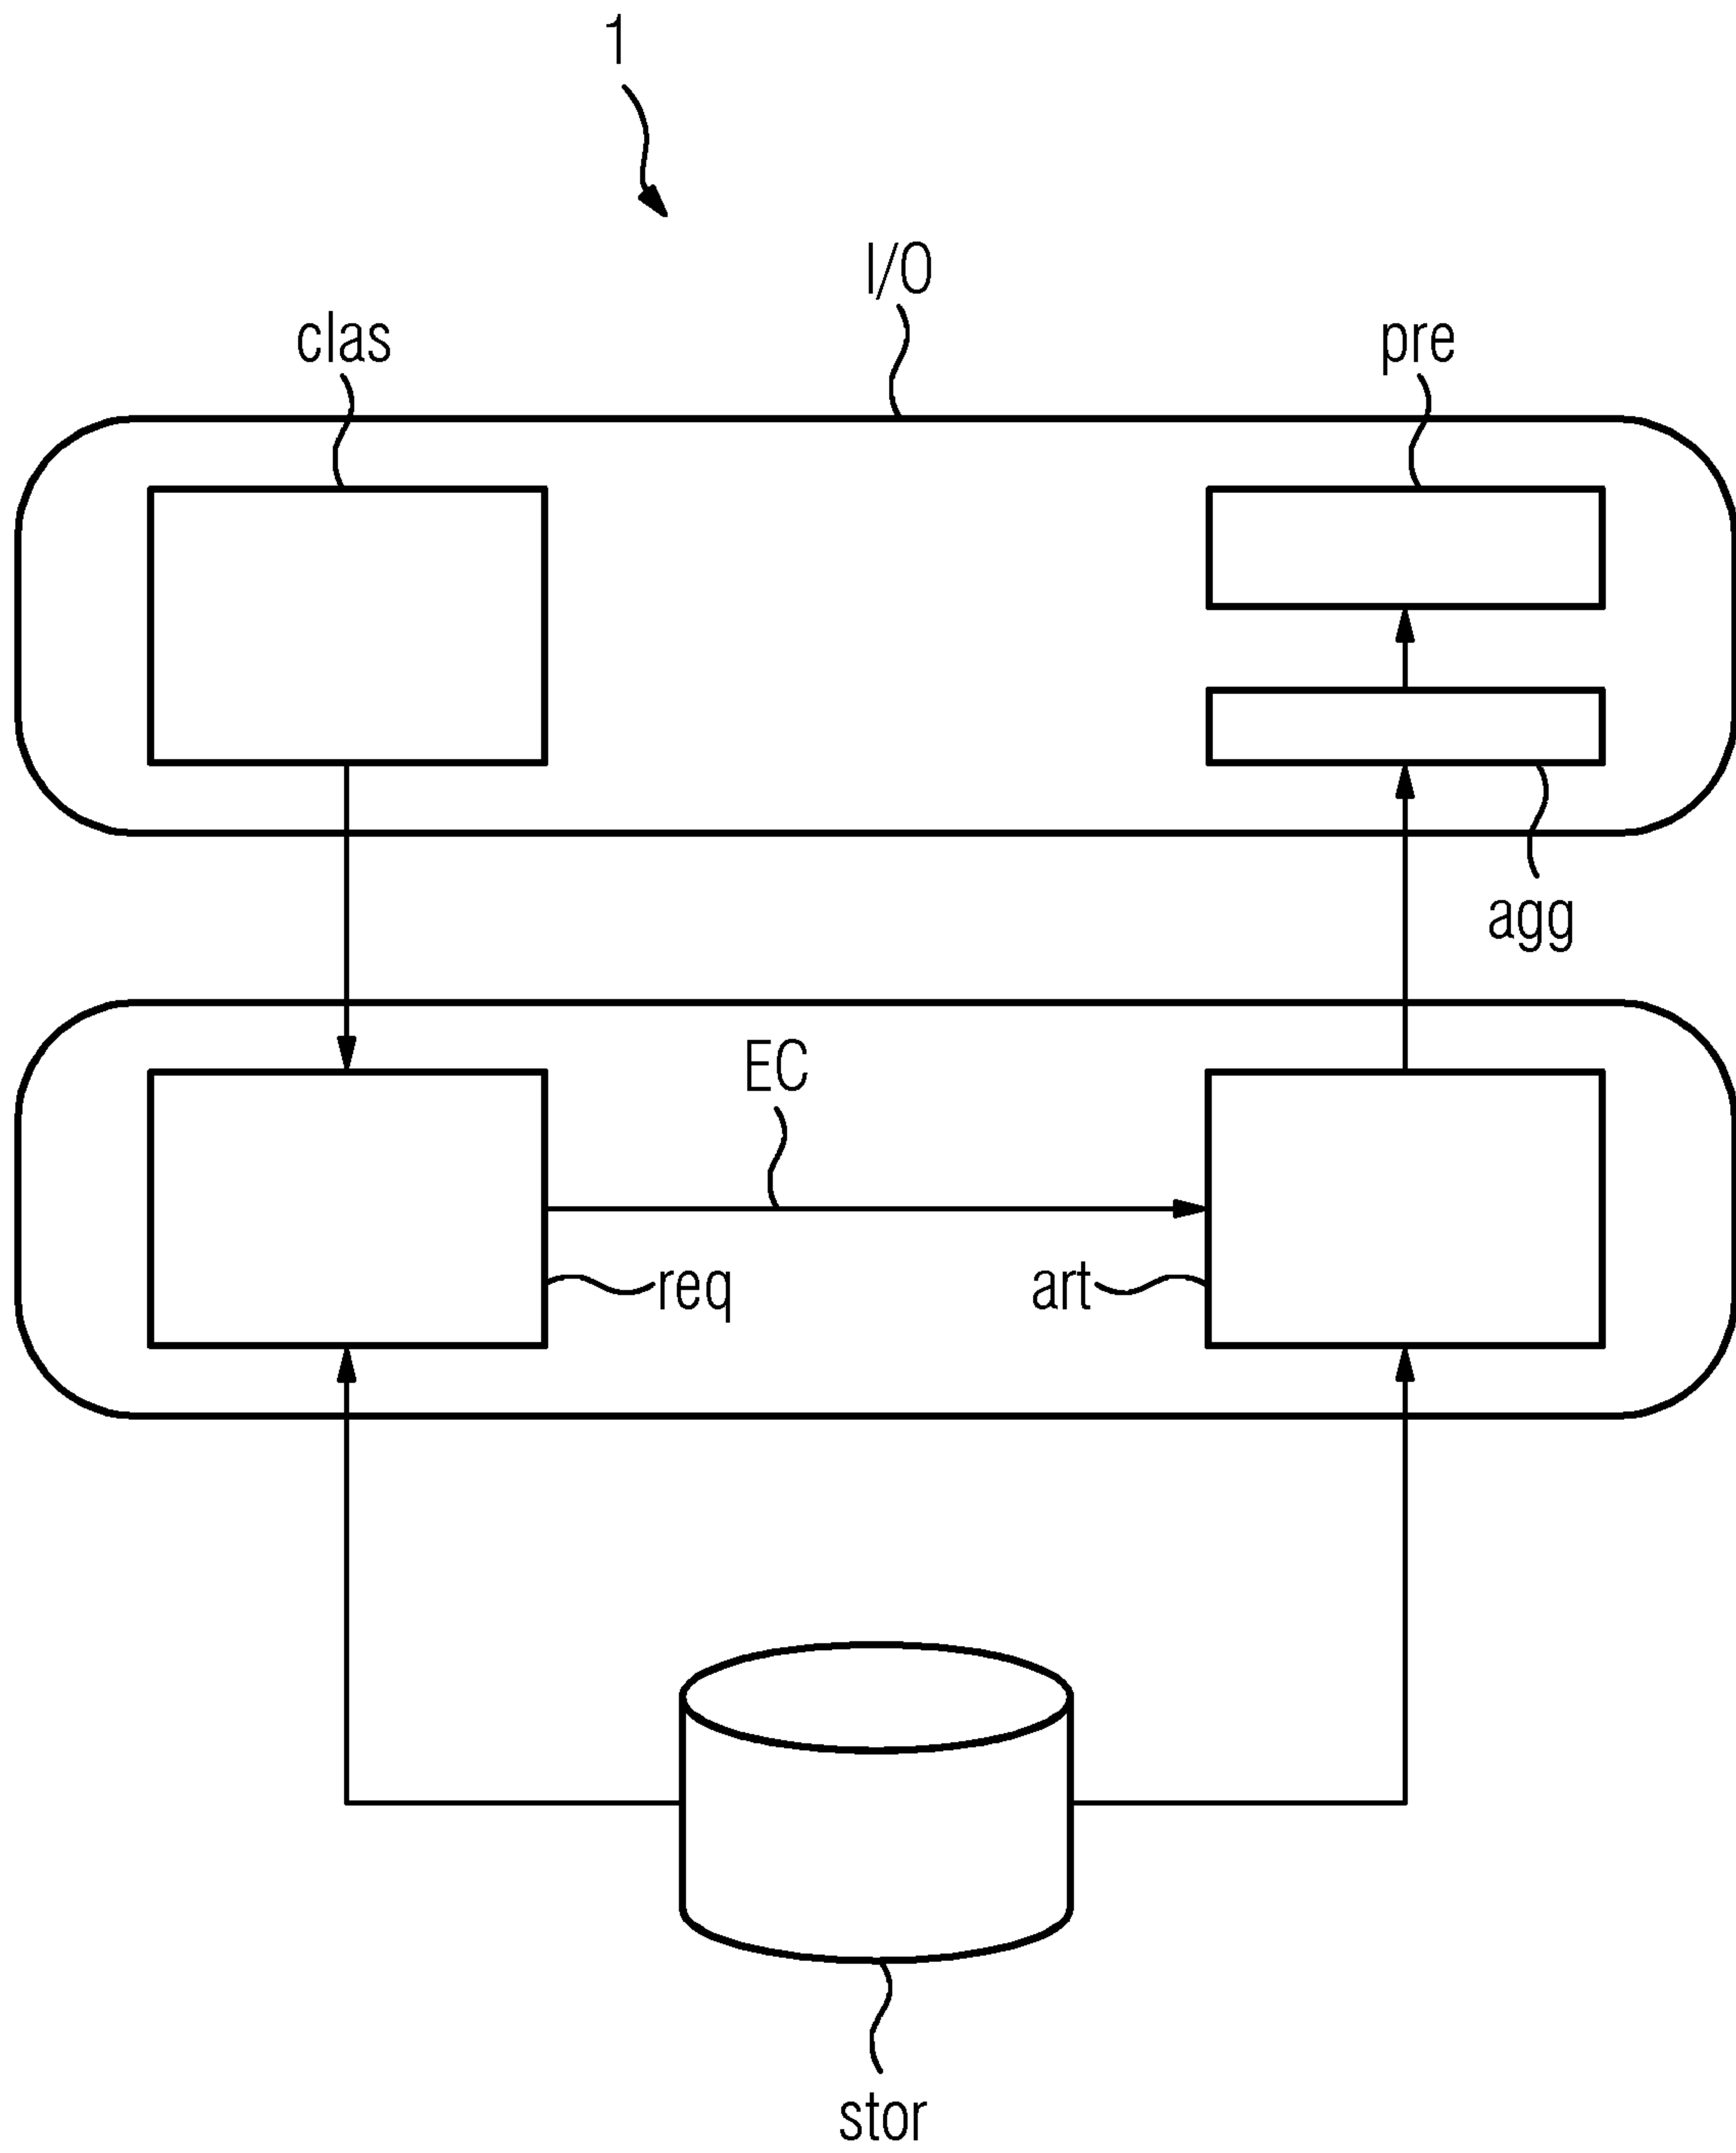 1
I/O
clas
pre
agg
EC
req
art
stor